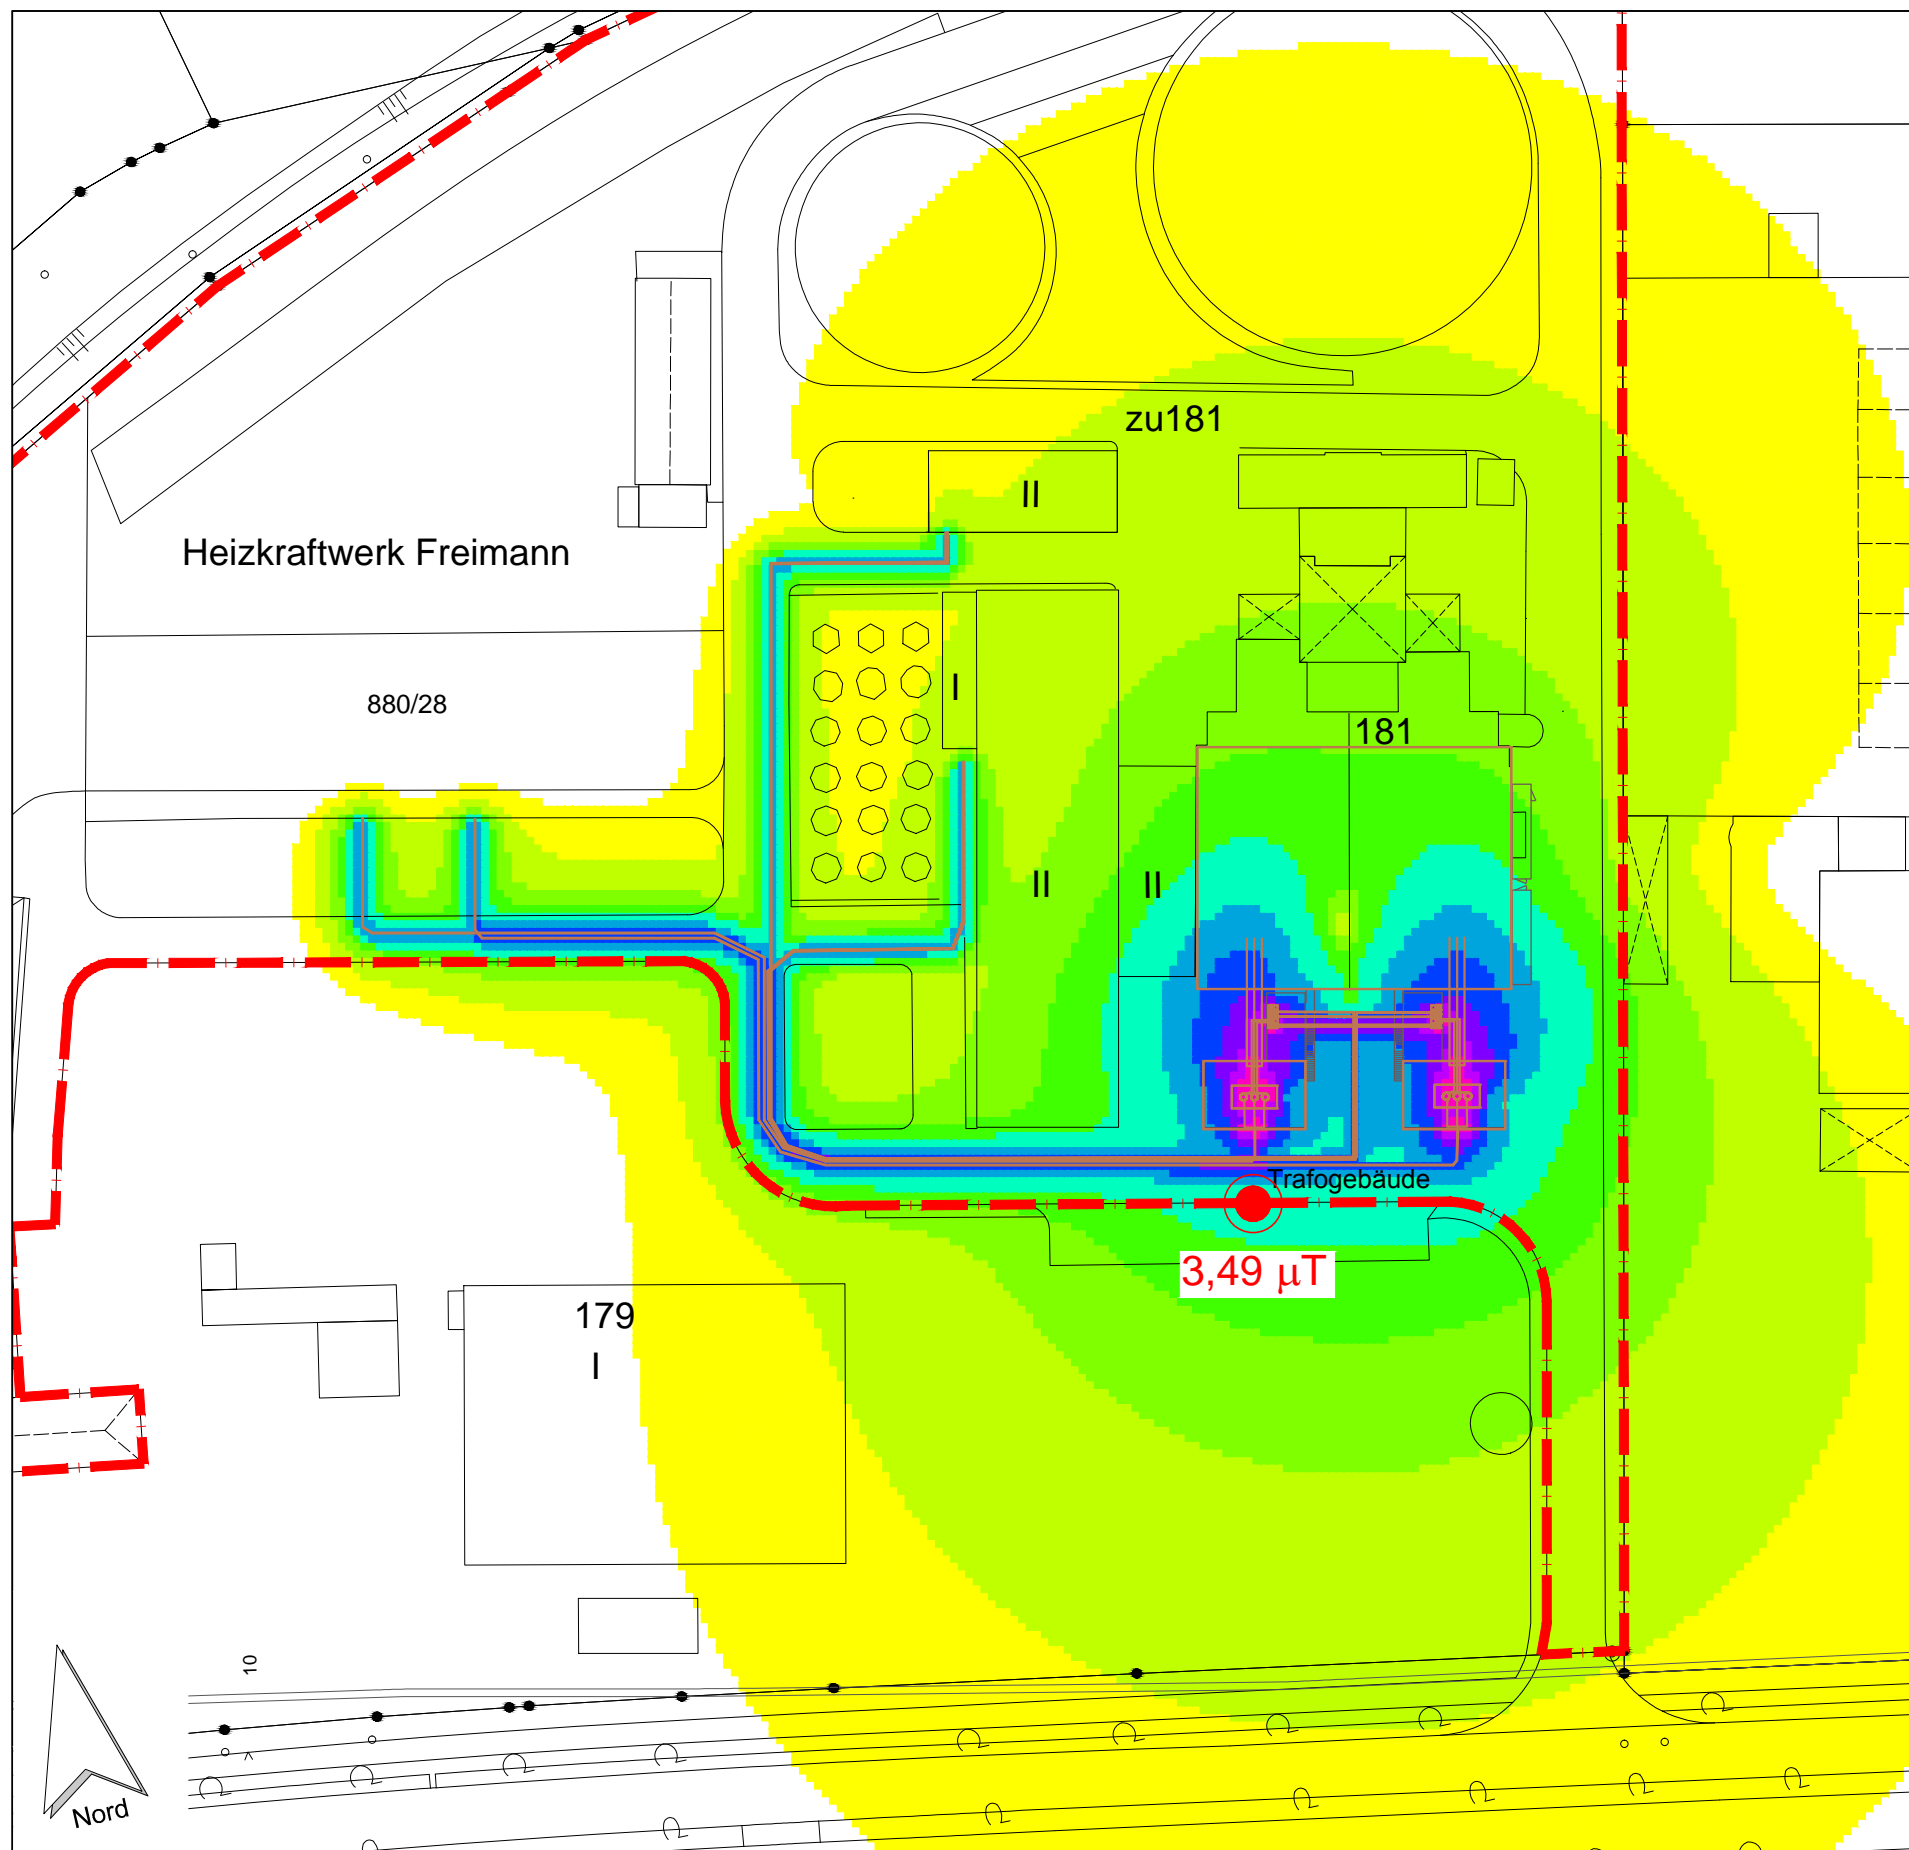 zu181
II
Heizkraftwerk Freimann
I
880/28
181
II
II
Trafogebäude
3,49 µT
179
I
10
Nord